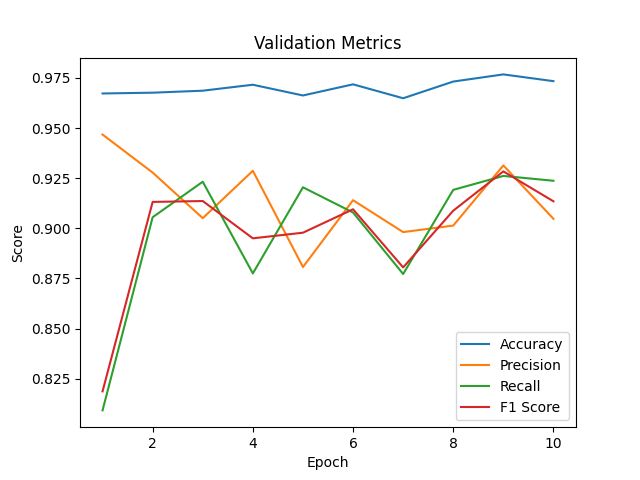 Validation Metrics
Score
0.975
0.950
0.925
0.900
0.875
0.850
0.825
Accuracy
Precision
Recall
F1 Score
2 4 6 8 10
Epoch